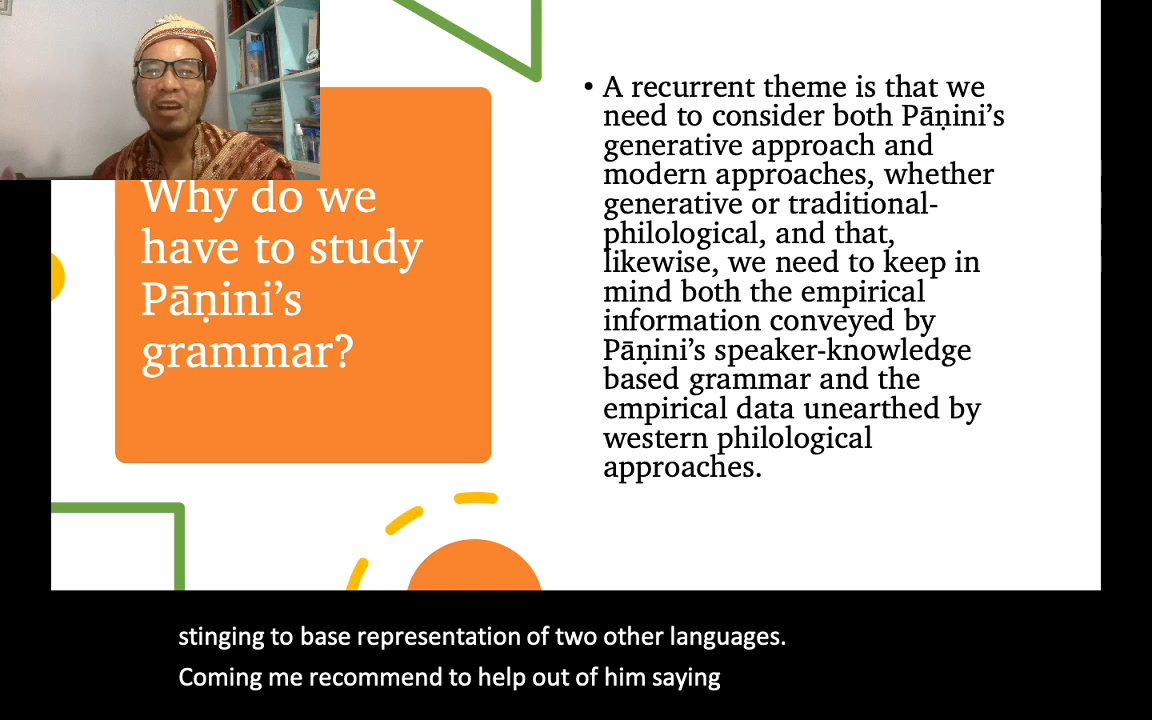 Why do we
have to study
Pāṇini’s
grammar?
• A recurrent theme is that we
need to consider both Pāṇini’s
generative approach and
modern approaches, whether
generative or traditional-
philological, and that,
likewise, we need to keep in
mind both the empirical
information conveyed by
Pāṇini’s speaker-knowledge
based grammar and the
empirical data unearthed by
western philological
approaches.
stinging to base representation of two other languages.
Coming me recommend to help out of him saying